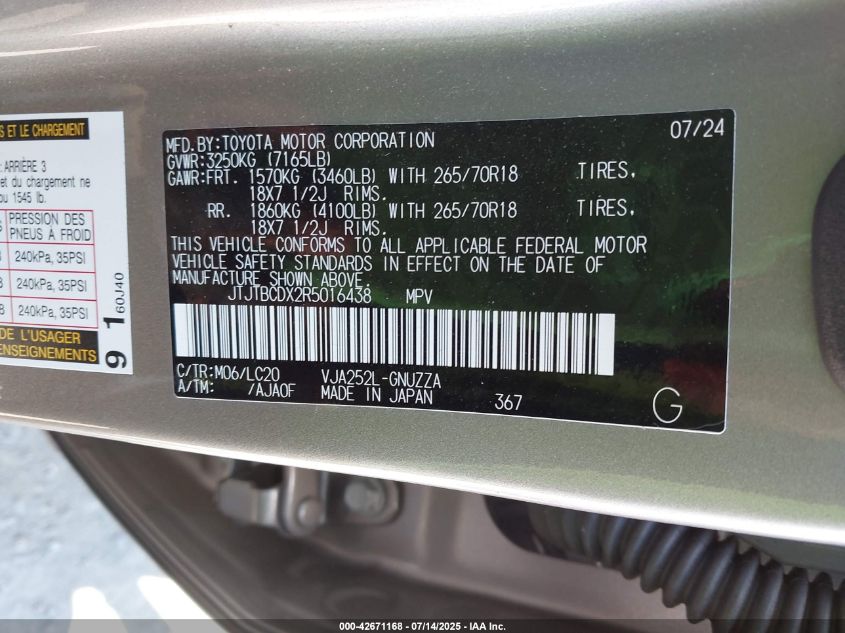 S ET LE CHARGEMENT
: ARRIÈRE 3
et du chargement ne
ou 1545 lb.
PRESSION DES
PNEUS À FROID
240kPa, 35PSI
240kPa, 35PSI
240kPa, 35PSI
DE L'USAGER
ENSEIGNEMENTS
91 60J40
07/24
MFD.BY:TOYOTA MOTOR CORPORATION
GVWR:3250KG (7165LB)
GAWR:FRT. 1570KG (3460LB) WITH 265/70R18 TIRES,
18X7 1/2J RIMS.
RR. 1860KG (4100LB) WITH 265/70R18 TIRES,
18X7 1/2J RIMS.
THIS VEHICLE CONFORMS TO ALL APPLICABLE FEDERAL MOTOR
VEHICLE SAFETY STANDARDS IN EFFECT ON THE DATE OF
MANUFACTURE SHOWN ABOVE.
JTJTBCDX2R5016438 MPV
C/TR:M06/LC20 VJA252L-GNUZZA
A/TM: /AJA0F MADE IN JAPAN 367 G
000-42671168 - 07/14/2025 - IAA Inc.